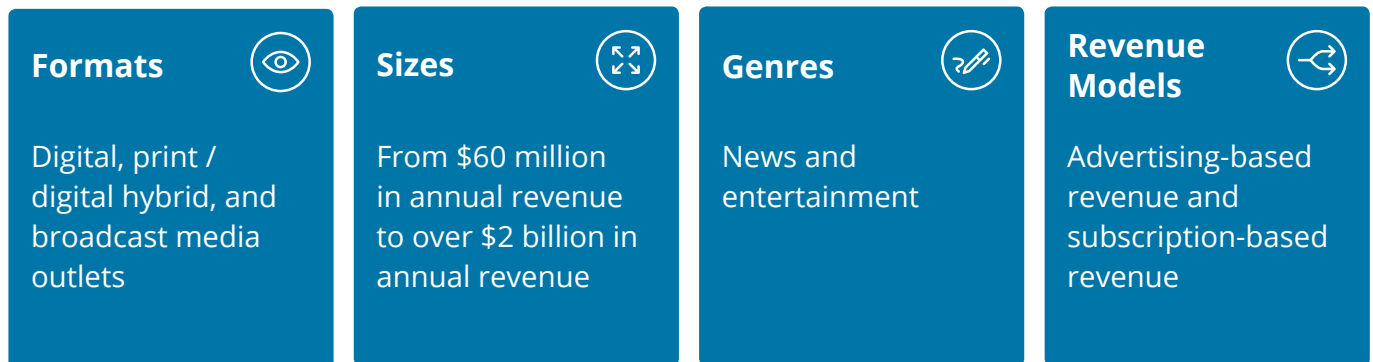 Formats
Digital, print /
digital hybrid, and
broadcast media
outlets
Sizes
From $60 million
in annual revenue
to over $2 billion in
annual revenue
Genres
News and
entertainment
Revenue
Models
Advertising-based
revenue and
subscription-based
revenue